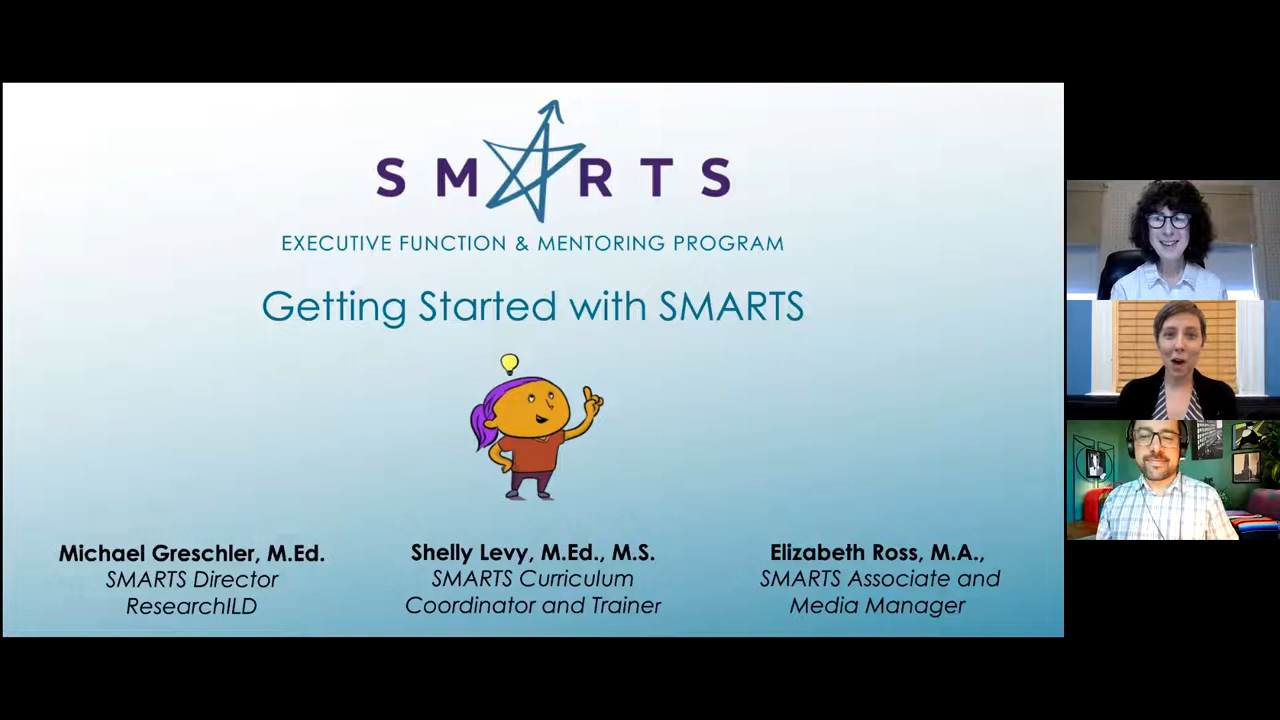 SMARTS
EXECUTIVE FUNCTION & MENTORING PROGRAM
Getting Started with SMARTS
Michael Greschler, M.Ed.
SMARTS Director
ResearchILD
Shelly Levy, M.Ed., M.S.
SMARTS Curriculum
Coordinator and Trainer
Elizabeth Ross, M.A.,
SMARTS Associate and
Media Manager